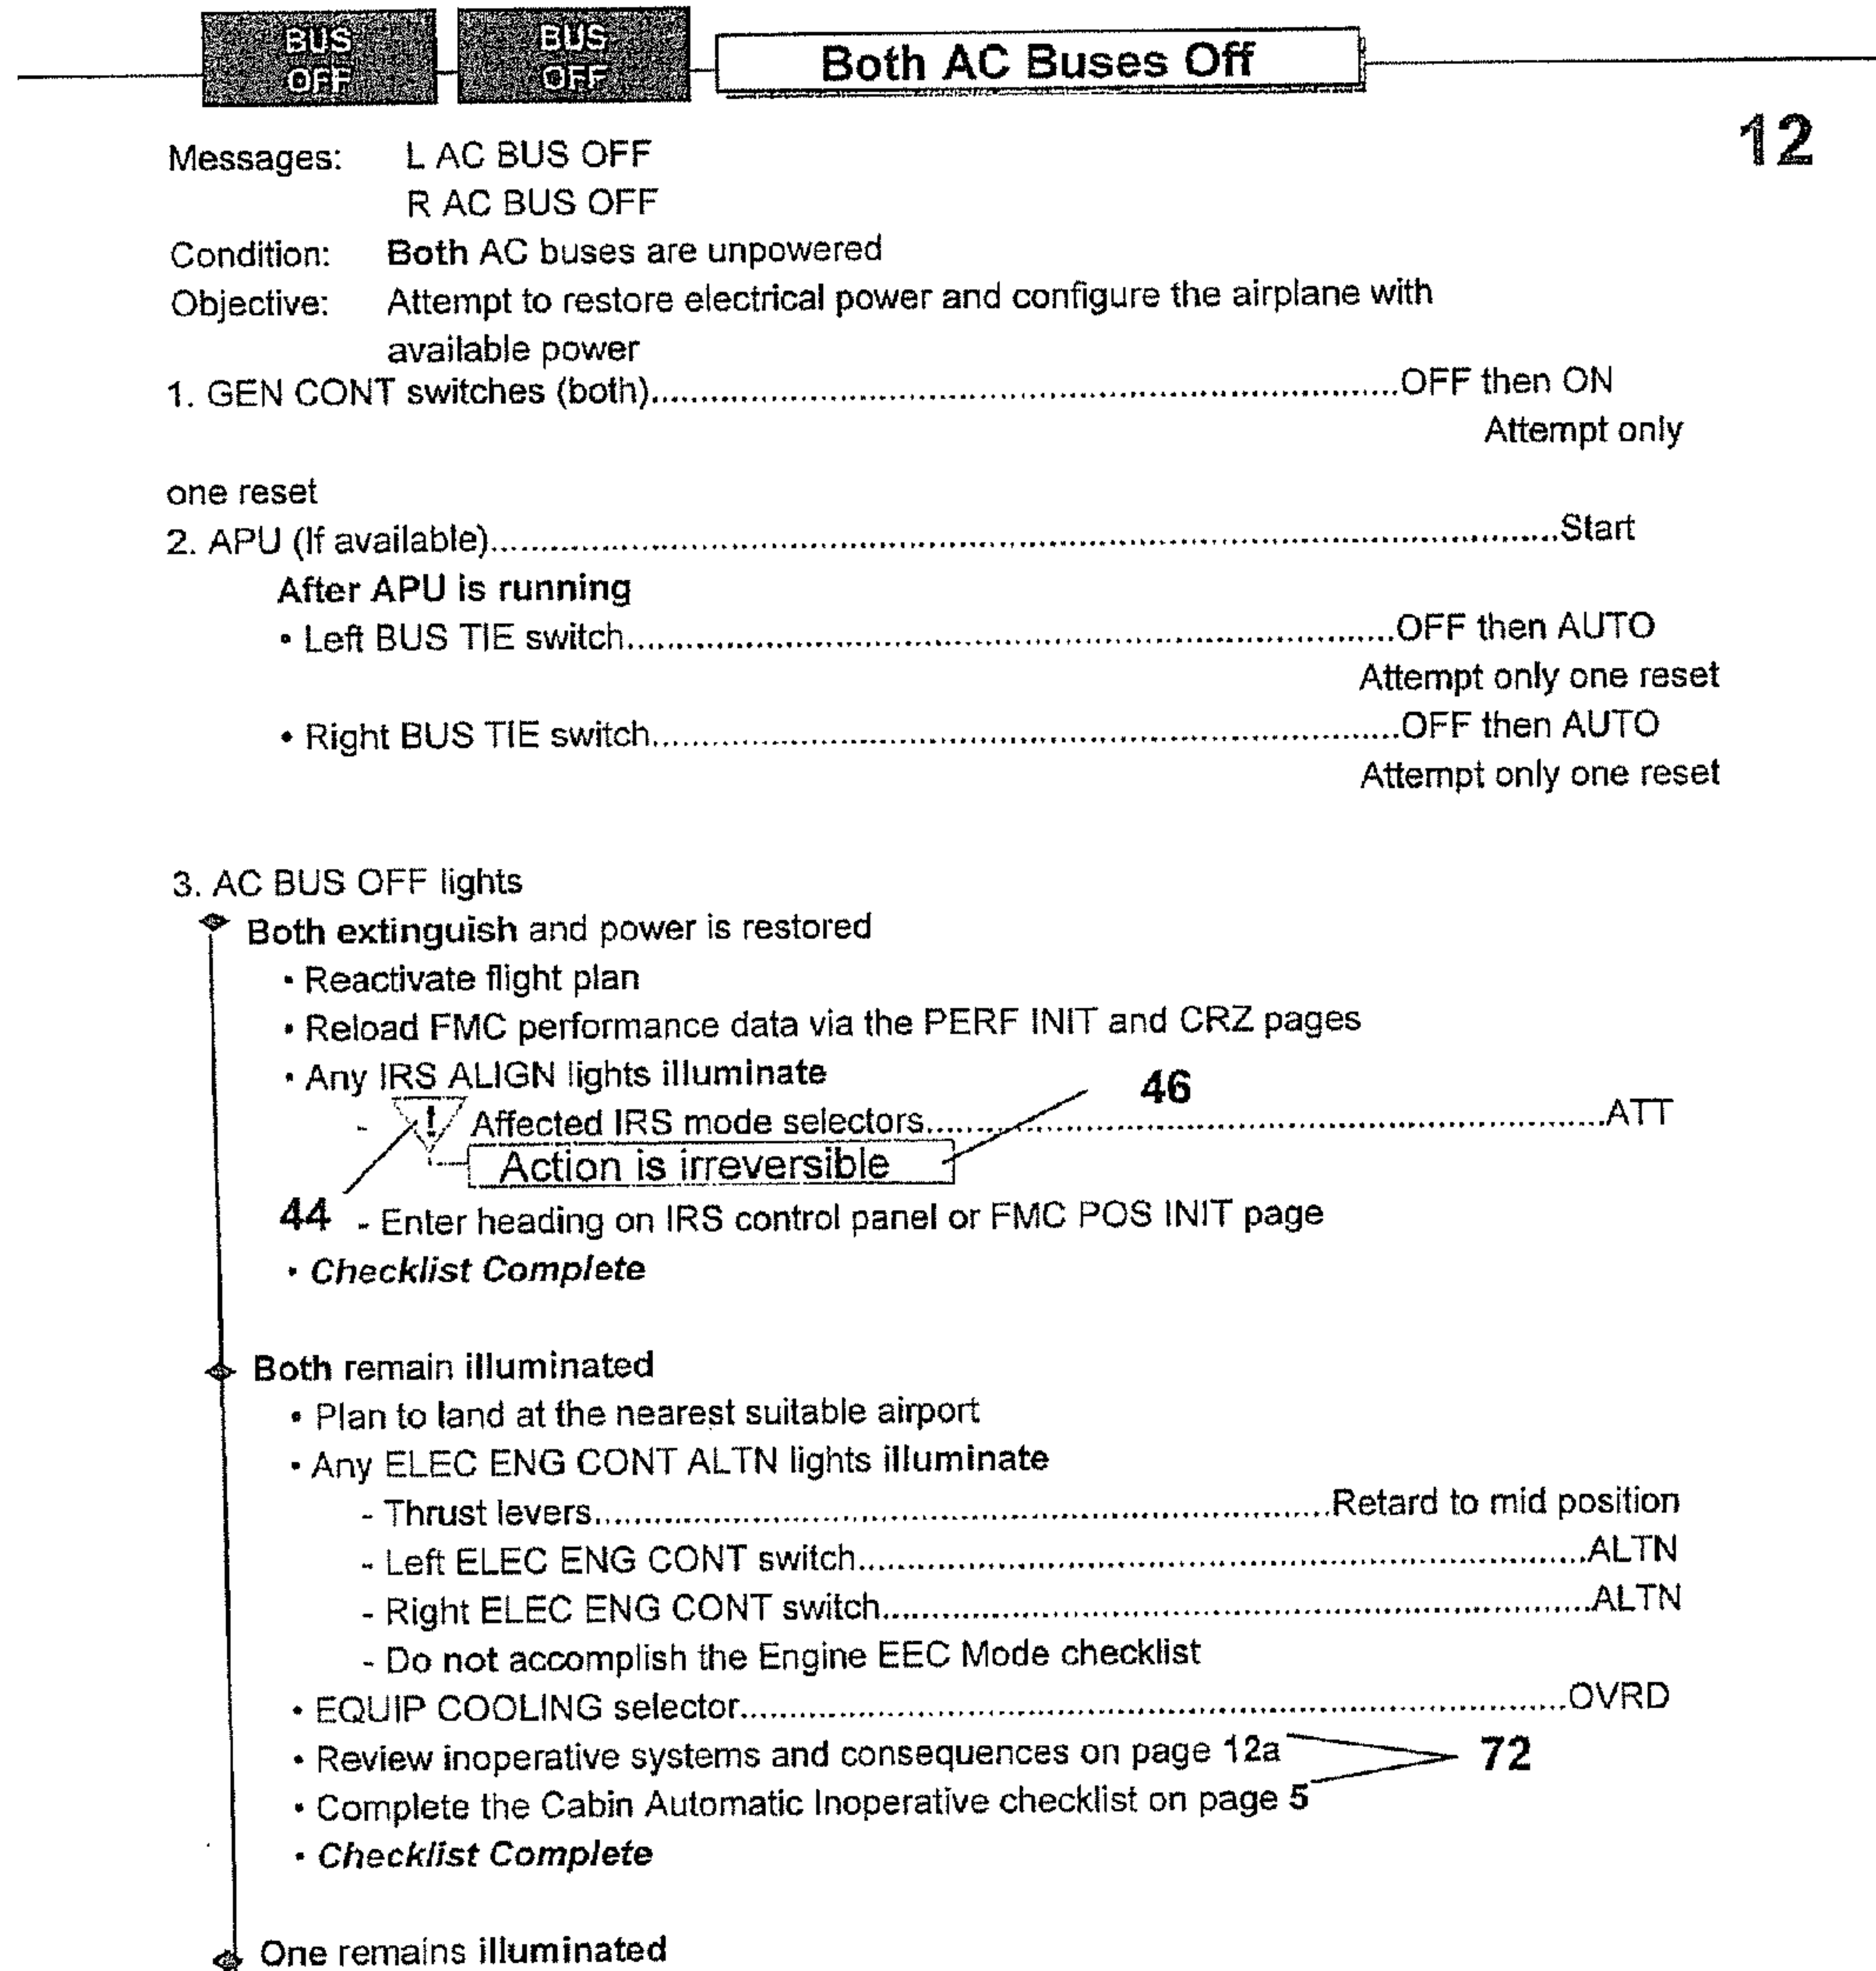 BUS OFF BUS OFF Both AC Buses Off
12
Messages: L AC BUS OFF
R AC BUS OFF
Condition: Both AC buses are unpowered
Objective: Attempt to restore electrical power and configure the airplane with
available power
1. GEN CONT switches (both)..........OFF then ON
Attempt only
one reset
2. APU (If available)..........Start
After APU is running
• Left BUS TIE switch..........OFF then AUTO
Attempt only one reset
• Right BUS TIE switch..........OFF then AUTO
Attempt only one reset
3. AC BUS OFF lights
Both extinguish and power is restored
• Reactivate flight plan
• Reload FMC performance data via the PERF INIT and CRZ pages
• Any IRS ALIGN lights illuminate
46
- ! Affected IRS mode selectors..........ATT
Action is irreversible
44 - Enter heading on IRS control panel or FMC POS INIT page
• Checklist Complete
Both remain illuminated
• Plan to land at the nearest suitable airport
• Any ELEC ENG CONT ALTN lights illuminate
- Thrust levers..........Retard to mid position
- Left ELEC ENG CONT switch..........ALTN
- Right ELEC ENG CONT switch..........ALTN
- Do not accomplish the Engine EEC Mode checklist
• EQUIP COOLING selector..........OVRD
• Review inoperative systems and consequences on page 12a 72
• Complete the Cabin Automatic Inoperative checklist on page 5
• Checklist Complete
One remains illuminated